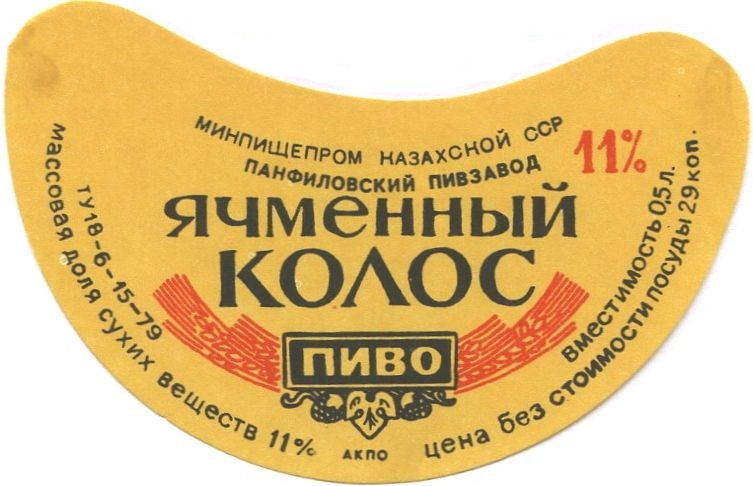 МИНПИЩЕПРОМ КАЗАХСКОЙ ССР
ПАНФИЛОВСКИЙ ПИВЗАВОД
11%
ЯЧМЕННЫЙ
КОЛОС
ПИВО
ТУ18-6-15-79
массовая доля сухих веществ 11%
АКПО
вместимость 0,5 л.
цена без стоимости посуды 29 коп.